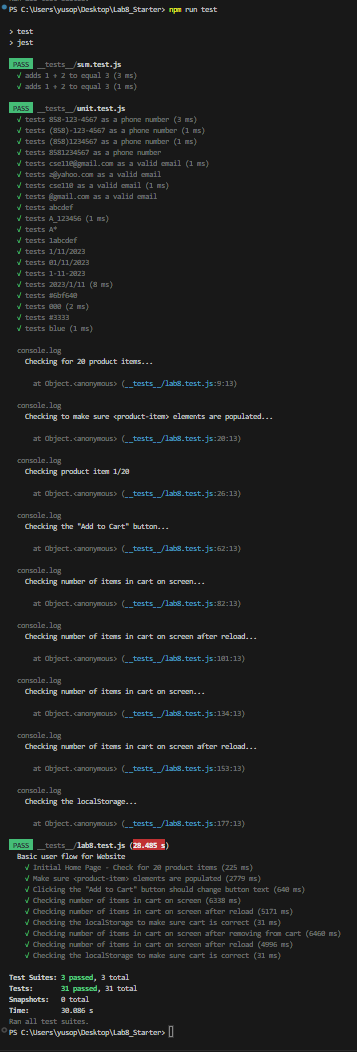 PS C:\Users\yusop\Desktop\Lab8_Starter> npm run test
> test
> jest
PASS __tests__/sum.test.js
√ adds 1 + 2 to equal 3 (3 ms)
√ adds 1 + 2 to equal 3 (1 ms)
PASS __tests__/unit.test.js
√ tests 858-123-4567 as a phone number (3 ms)
√ tests (858)-123-4567 as a phone number (1 ms)
√ tests (858)1234567 as a phone number (1 ms)
√ tests 8581234567 as a phone number
√ tests cse110@gmail.com as a valid email (1 ms)
√ tests a@yahoo.com as a valid email
√ tests cse110 as a valid email (1 ms)
√ tests @gmail.com as a valid email
√ tests abcdef
√ tests A_123456 (1 ms)
√ tests A*
√ tests 1abcdef
√ tests 1/11/2023
√ tests 01/11/2023
√ tests 1-11-2023
√ tests 2023/1/11 (8 ms)
√ tests #6bf640
√ tests 000 (2 ms)
√ tests #3333
√ tests blue (1 ms)
console.log
Checking for 20 product items...
at Object.<anonymous> (__tests__/lab8.test.js:9:13)
console.log
Checking to make sure <product-item> elements are populated...
at Object.<anonymous> (__tests__/lab8.test.js:20:13)
console.log
Checking product item 1/20
at Object.<anonymous> (__tests__/lab8.test.js:26:13)
console.log
Checking the "Add to Cart" button...
at Object.<anonymous> (__tests__/lab8.test.js:62:13)
console.log
Checking number of items in cart on screen...
at Object.<anonymous> (__tests__/lab8.test.js:82:13)
console.log
Checking number of items in cart on screen after reload...
at Object.<anonymous> (__tests__/lab8.test.js:101:13)
console.log
Checking number of items in cart on screen...
at Object.<anonymous> (__tests__/lab8.test.js:134:13)
console.log
Checking number of items in cart on screen after reload...
at Object.<anonymous> (__tests__/lab8.test.js:153:13)
console.log
Checking the localStorage...
at Object.<anonymous> (__tests__/lab8.test.js:177:13)
PASS __tests__/lab8.test.js (28.485 s)
Basic user flow for Website
√ Initial Home Page - Check for 20 product items (225 ms)
√ Make sure <product-item> elements are populated (2779 ms)
√ Clicking the "Add to Cart" button should change button text (640 ms)
√ Checking number of items in cart on screen (6338 ms)
√ Checking number of items in cart on screen after reload (5171 ms)
√ Checking the localStorage to make sure cart is correct (31 ms)
√ Checking number of items in cart on screen after removing from cart (6460 ms)
√ Checking number of items in cart on screen after reload (4996 ms)
√ Checking the localStorage to make sure cart is correct (31 ms)
Test Suites: 3 passed, 3 total
Tests: 31 passed, 31 total
Snapshots: 0 total
Time: 30.086 s
Ran all test suites.
PS C:\Users\yusop\Desktop\Lab8_Starter>